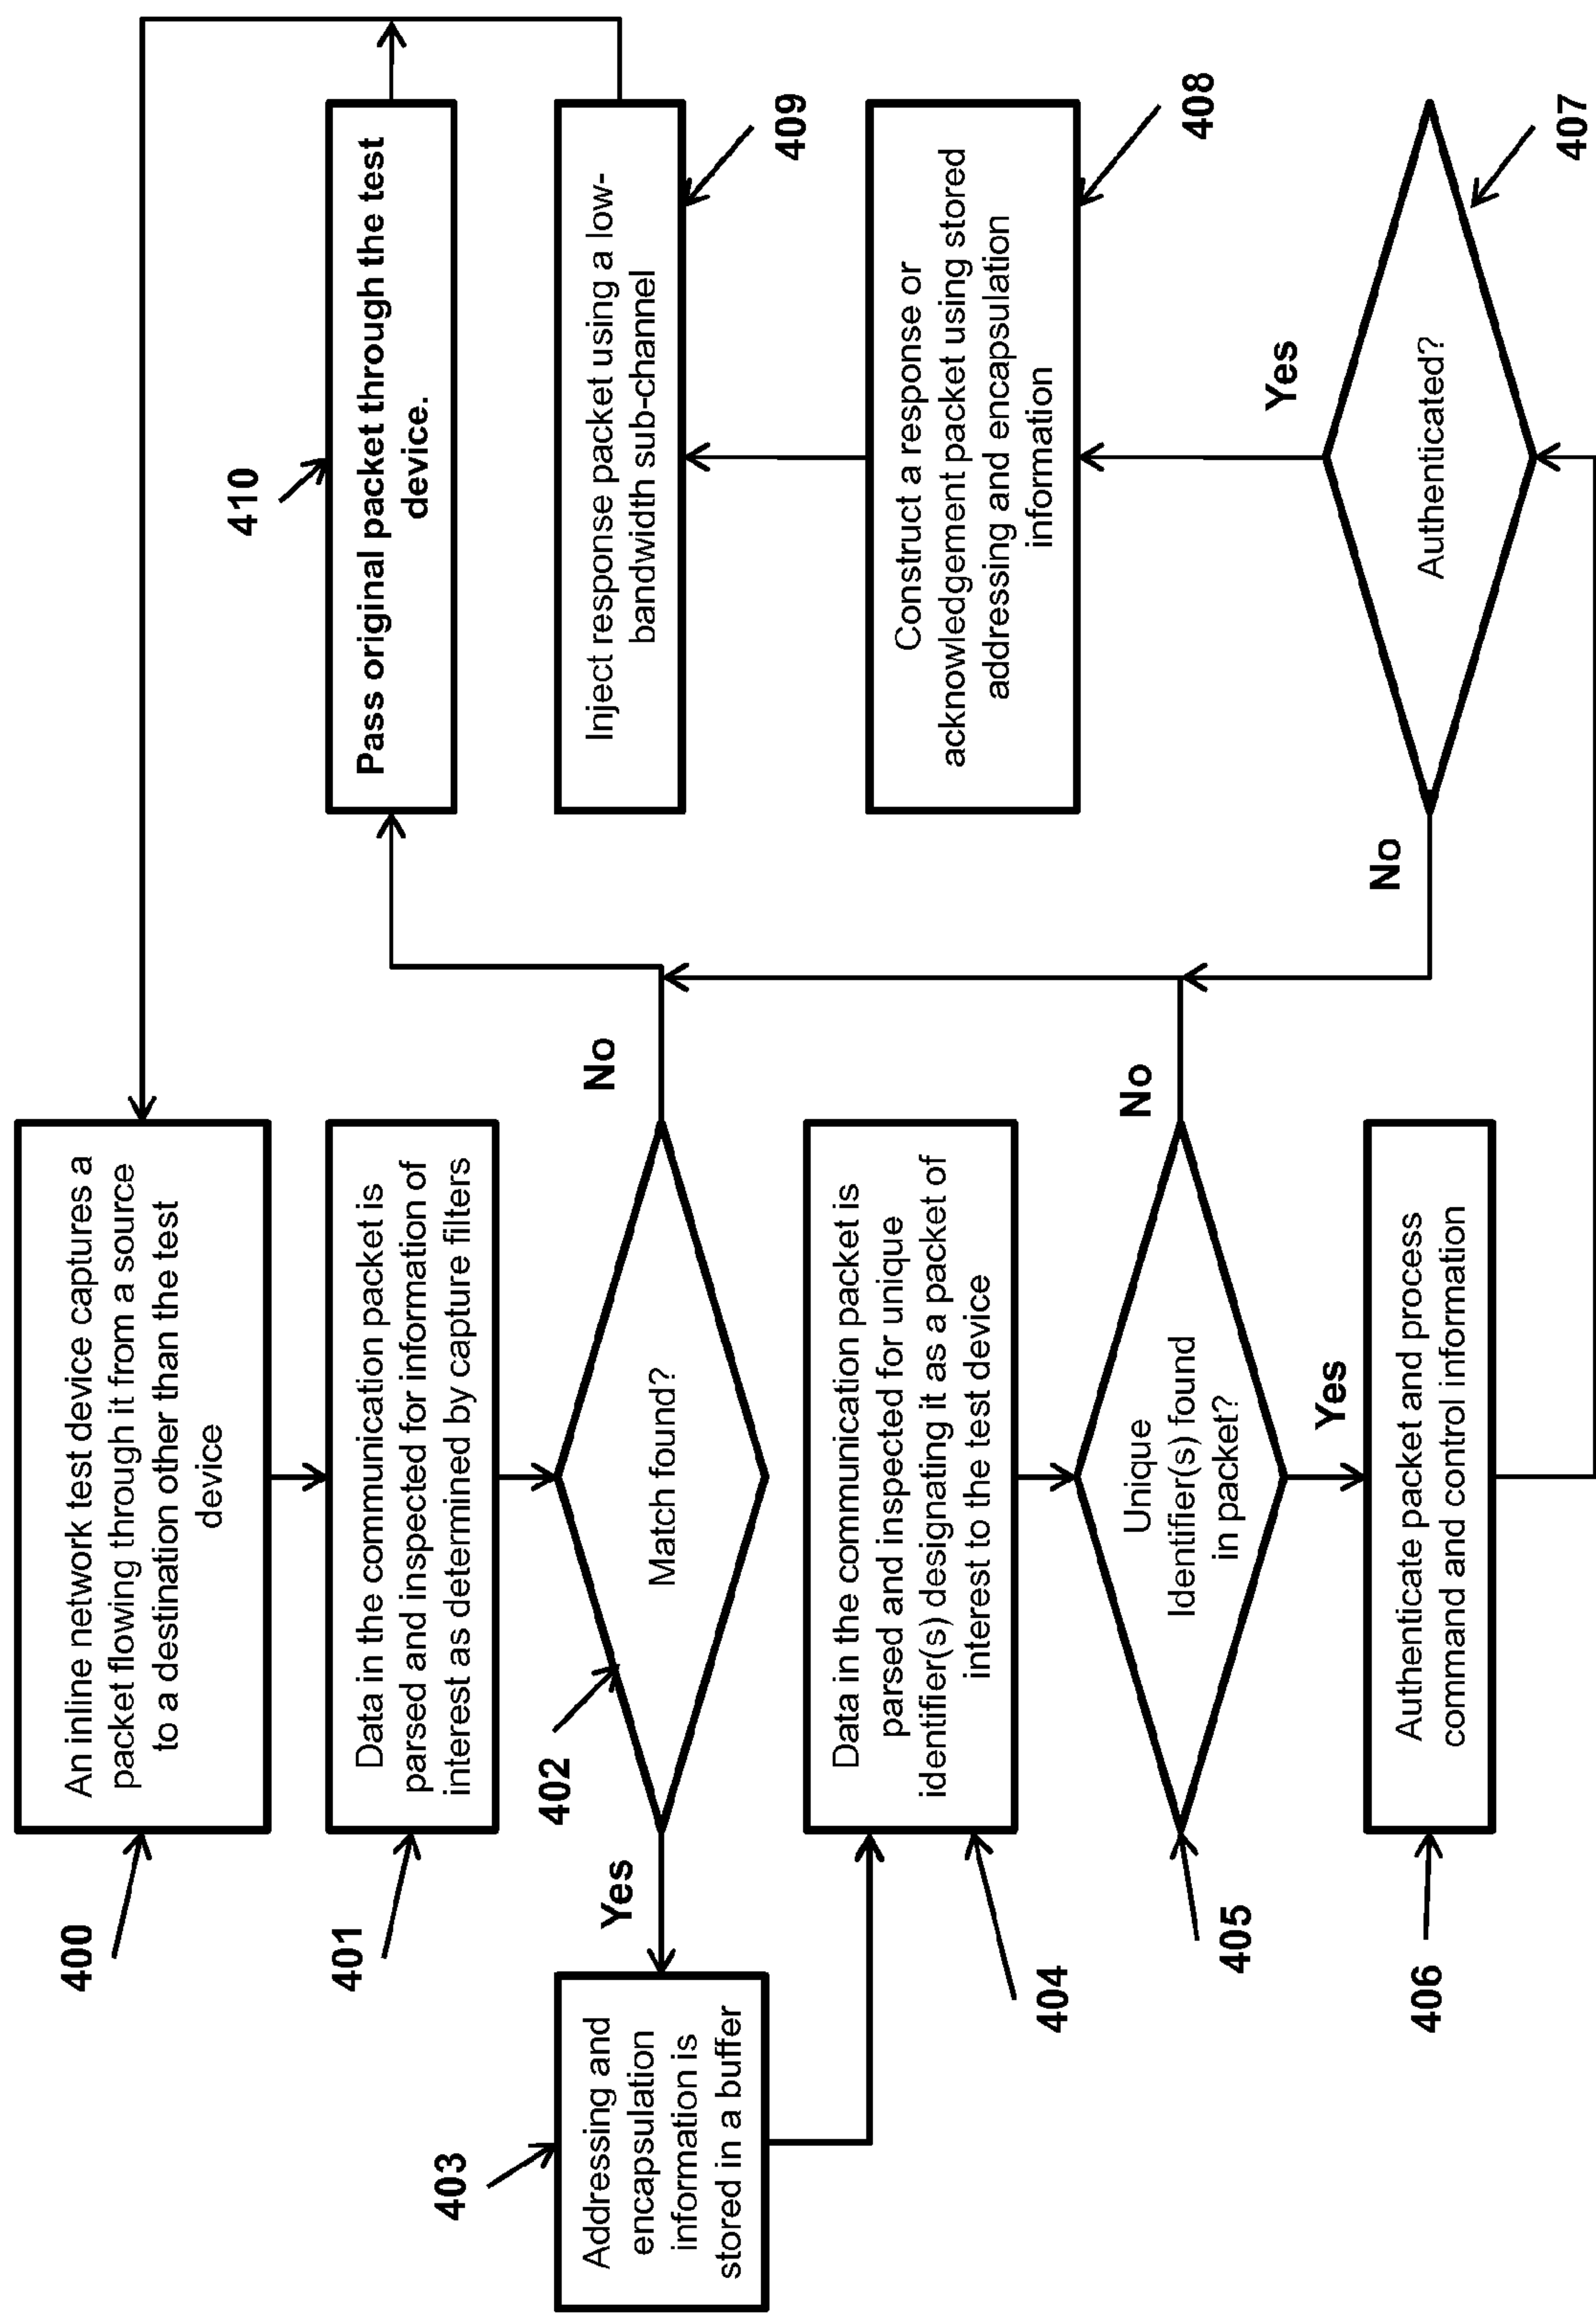 400
An inline network test device captures a
packet flowing through it from a source
to a destination other than the test
device
401
Data in the communication packet is
parsed and inspected for information of
interest as determined by capture filters
402
Match found?
Yes
No
403
Addressing and
encapsulation
information is
stored in a buffer
404
Data in the communication packet is
parsed and inspected for unique
identifier(s) designating it as a packet of
interest to the test device
405
Unique
Identifier(s) found
in packet?
No
Yes
406
Authenticate packet and process
command and control information
410
Pass original packet through the test
device.
Inject response packet using a low-
bandwidth sub-channel
409
Construct a response or
acknowledgement packet using stored
addressing and encapsulation
information
408
Yes
Authenticated?
No
407